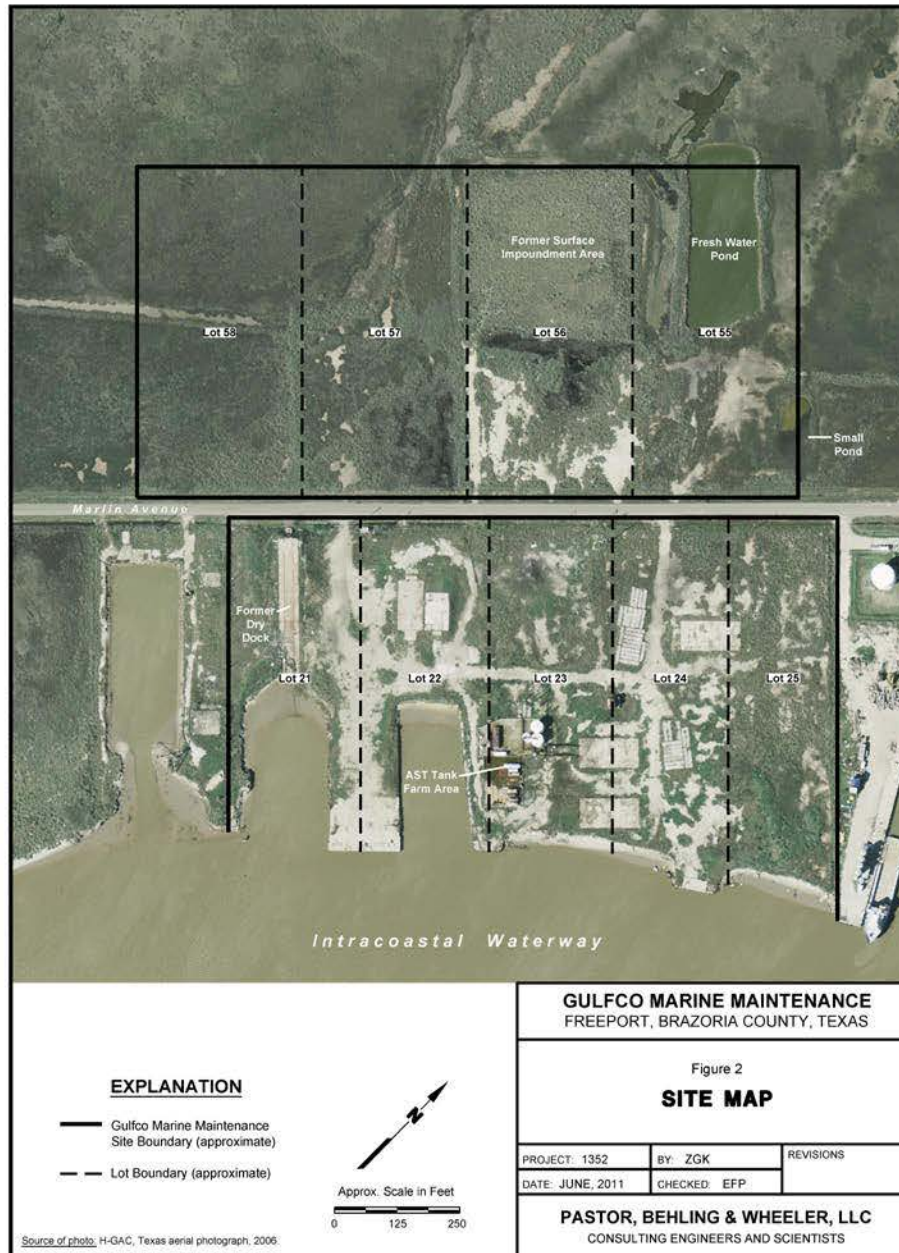 Former Surface
Impoundment Area
Fresh Water
Pond
Lot 58
Lot 57
Lot 56
Lot 55
Small
Pond
Marlin Avenue
Former
Dry
Dock
Lot 21
Lot 22
Lot 23
Lot 24
Lot 25
AST Tank
Farm Area
Intracoastal Waterway
EXPLANATION
Gulfco Marine Maintenance
Site Boundary (approximate)
Lot Boundary (approximate)
Source of photo: H-GAC, Texas aerial photograph, 2006
N
Approx. Scale in Feet
0 125 250
GULFCO MARINE MAINTENANCE
FREEPORT, BRAZORIA COUNTY, TEXAS
Figure 2
SITE MAP
PROJECT: 1352
BY: ZGK
REVISIONS
DATE: JUNE, 2011
CHECKED: EFP
PASTOR, BEHLING & WHEELER, LLC
CONSULTING ENGINEERS AND SCIENTISTS